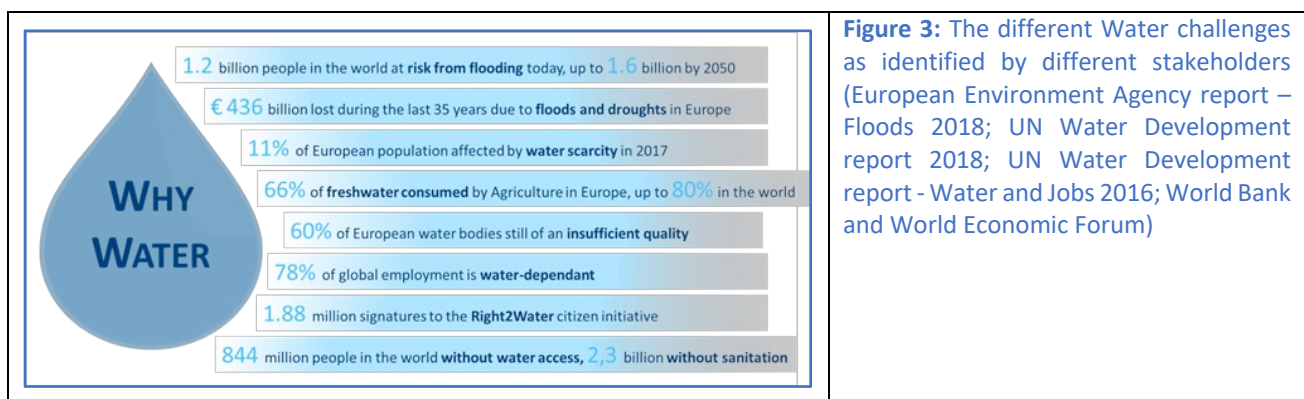 WHY
WATER
1.2 billion people in the world at risk from flooding today, up to 1.6 billion by 2050
€ 436 billion lost during the last 35 years due to floods and droughts in Europe
11% of European population affected by water scarcity in 2017
66% of freshwater consumed by Agriculture in Europe, up to 80% in the world
60% of European water bodies still of an insufficient quality
78% of global employment is water-dependant
1.88 million signatures to the Right2Water citizen initiative
844 million people in the world without water access, 2,3 billion without sanitation
Figure 3: The different Water challenges
as identified by different stakeholders
(European Environment Agency report –
Floods 2018; UN Water Development
report 2018; UN Water Development
report - Water and Jobs 2016; World Bank
and World Economic Forum)